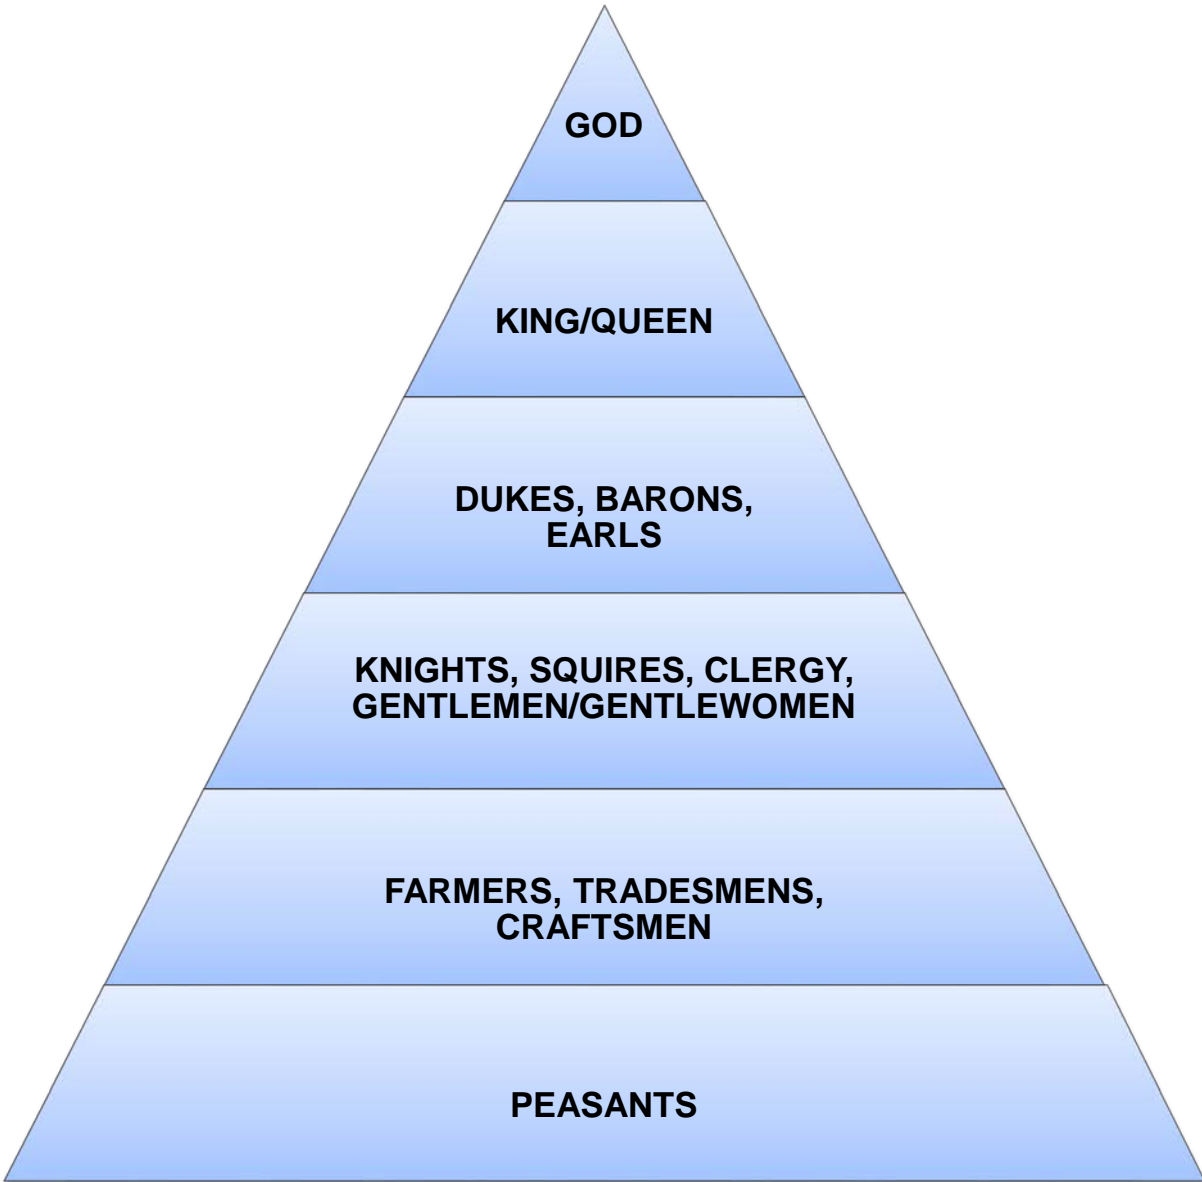 GOD
KING/QUEEN
DUKES, BARONS,
EARLS
KNIGHTS, SQUIRES, CLERGY,
GENTLEMEN/GENTLEWOMEN
FARMERS, TRADESMENS,
CRAFTSMEN
PEASANTS